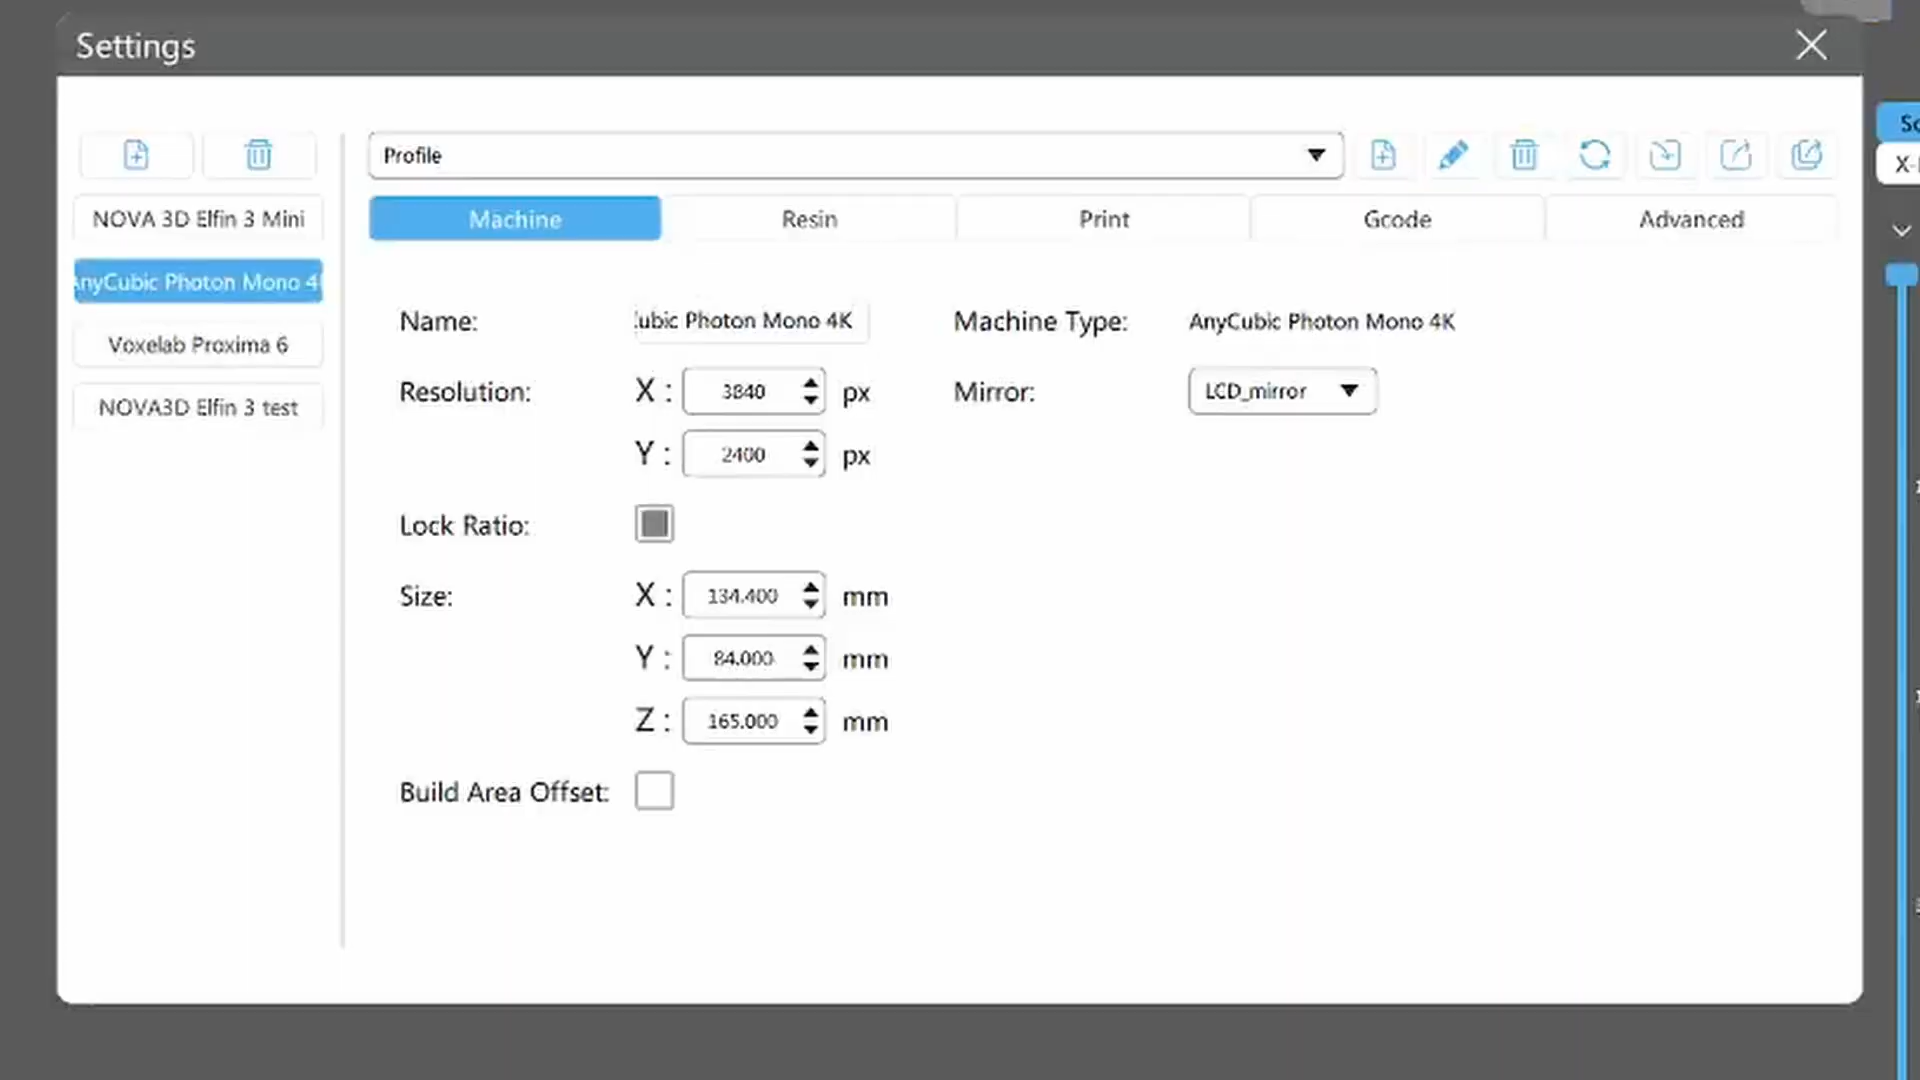 Settings
Profile
NOVA 3D Elfin 3 Mini
AnyCubic Photon Mono 4
Voxelab Proxima 6
NOVA3D Elfin 3 test
Machine
Resin
Print
Gcode
Advanced
Name:
Cubic Photon Mono 4K
Machine Type:
AnyCubic Photon Mono 4K
Resolution:
X : 3840 px
Mirror:
LCD_mirror
Y : 2400 px
Lock Ratio:
Size:
X : 134.400 mm
Y : 84.000 mm
Z : 165.000 mm
Build Area Offset:
X-